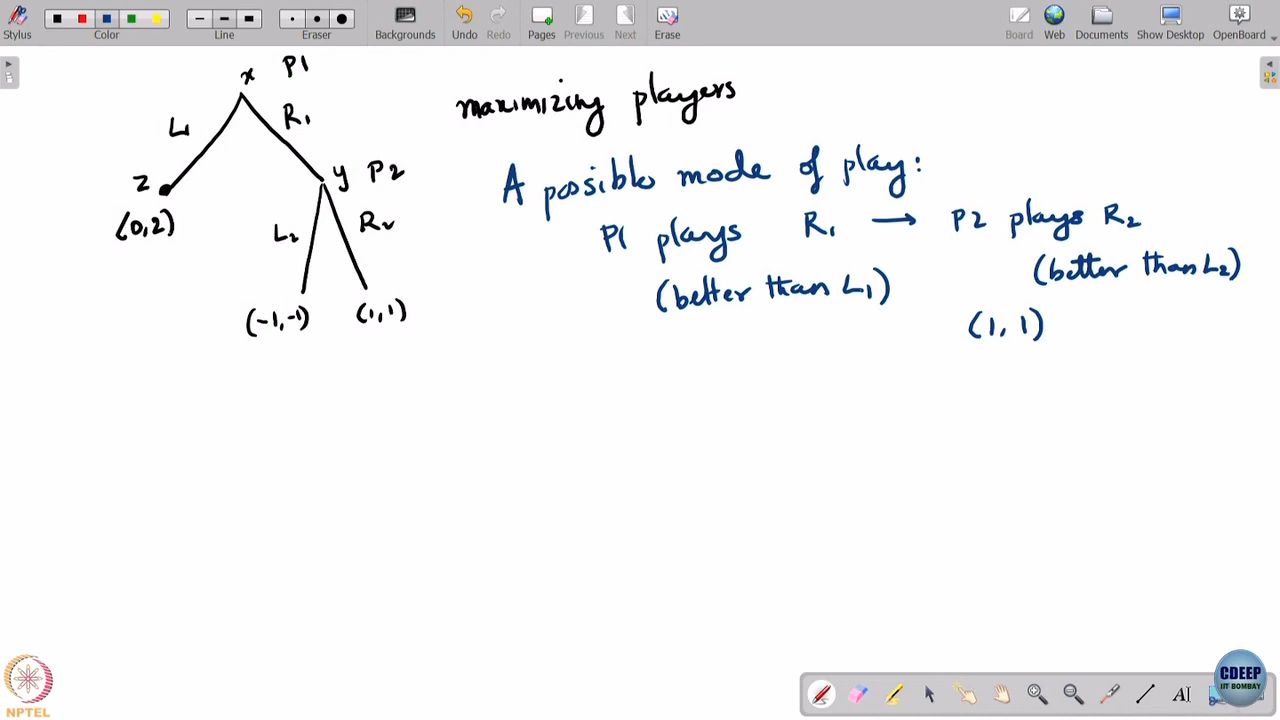 Stylus
Color
Line
Eraser
Backgrounds
Undo
Redo
Pages
Previous
Next
Erase
Board
Web
Documents
Show Desktop
OpenBoard
x P1
L1 R1
z y P2
(0,2)
L2 R2
(-1,-1) (1,1)
maximizing players
A possible mode of play:
P1 plays R1 → P2 plays R2
(better than L1) (better than L2)
(1, 1)
NPTEL
CDEEP
IIT BOMBAY